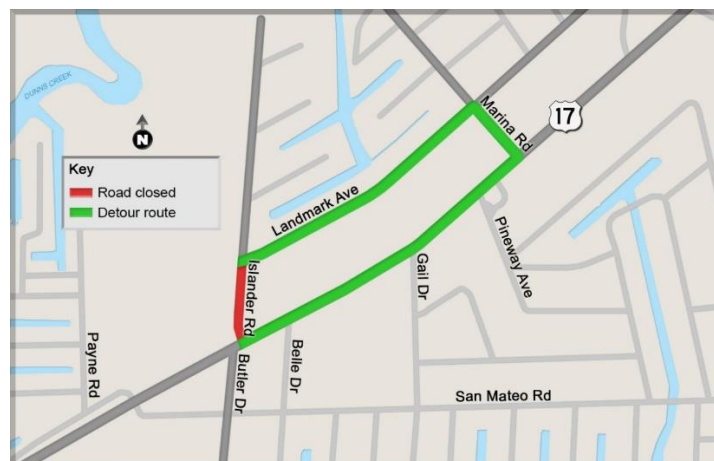 DUNNS CREEK
N
Key
Road closed
Detour route
Marina Rd
17
Landmark Ave
Pineway Ave
Islander Rd
Gail Dr
Payne Rd
Butler Dr
Belle Dr
San Mateo Rd